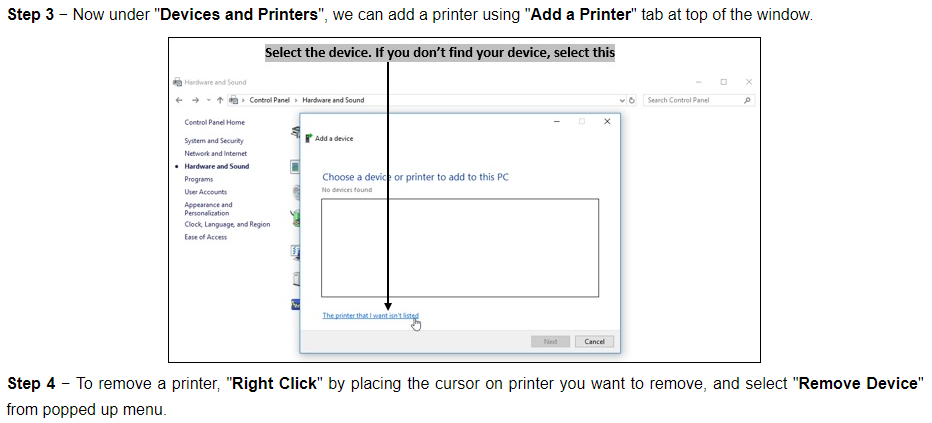 Step 3 – Now under "Devices and Printers", we can add a printer using "Add a Printer" tab at top of the window.
Select the device. If you don't find your device, select this
Hardware and Sound
Control Panel > Hardware and Sound
Search Control Panel
Control Panel Home
System and Security
Network and Internet
Hardware and Sound
Programs
User Accounts
Appearance and
Personalization
Clock, Language, and Region
Ease of Access
Add a device
Choose a device or printer to add to this PC
No devices found
The printer that I want isn't listed
Next Cancel
Step 4 – To remove a printer, "Right Click" by placing the cursor on printer you want to remove, and select "Remove Device"
from popped up menu.